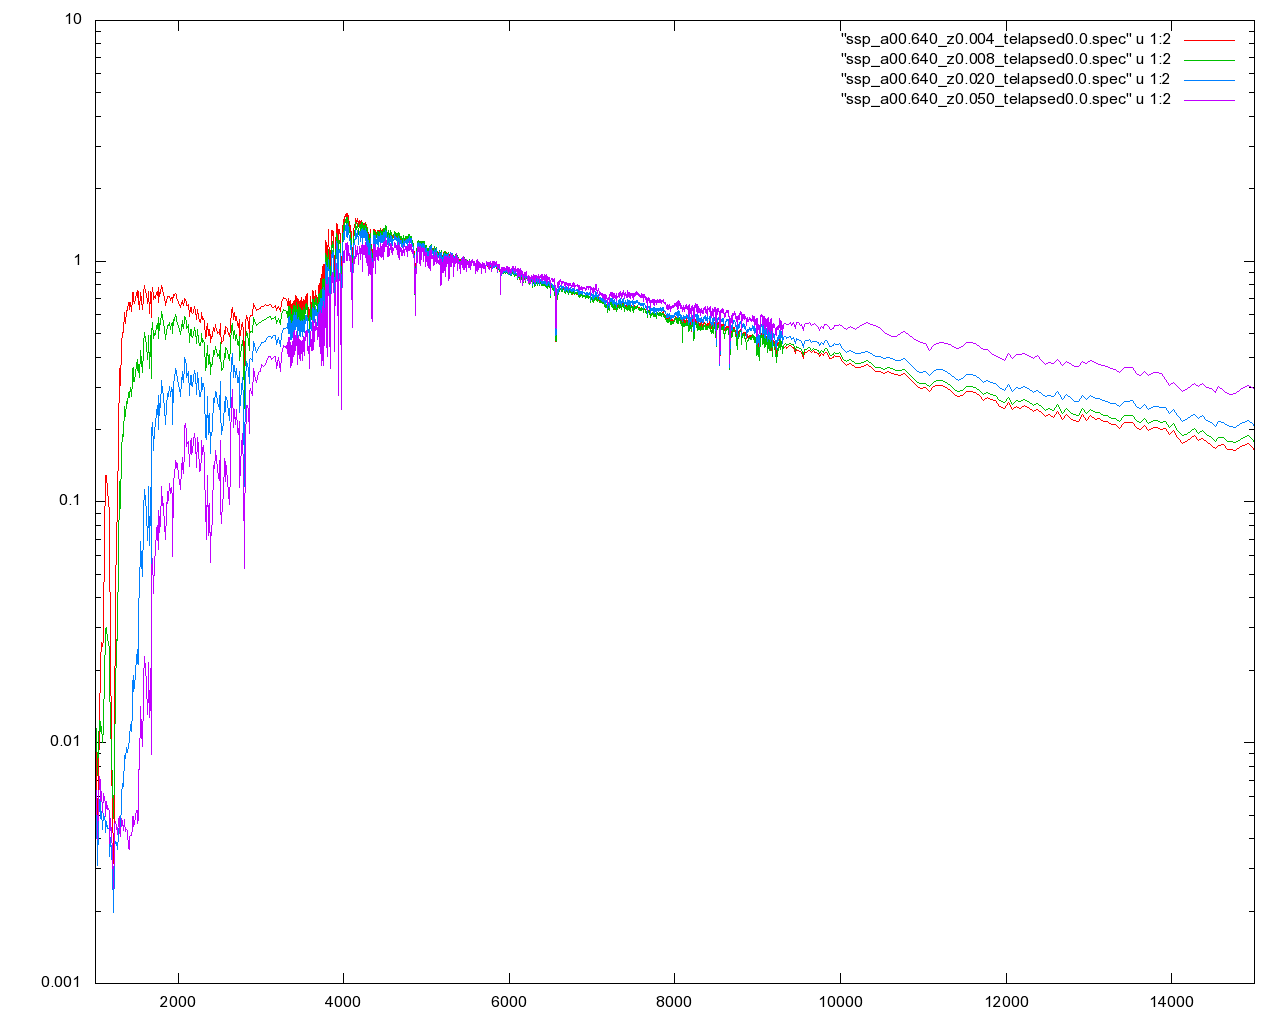 10
1
0.1
0.01
0.001
"ssp_a00.640_z0.004_telapsed0.0.spec" u 1:2
"ssp_a00.640_z0.008_telapsed0.0.spec" u 1:2
"ssp_a00.640_z0.020_telapsed0.0.spec" u 1:2
"ssp_a00.640_z0.050_telapsed0.0.spec" u 1:2
2000 4000 6000 8000 10000 12000 14000